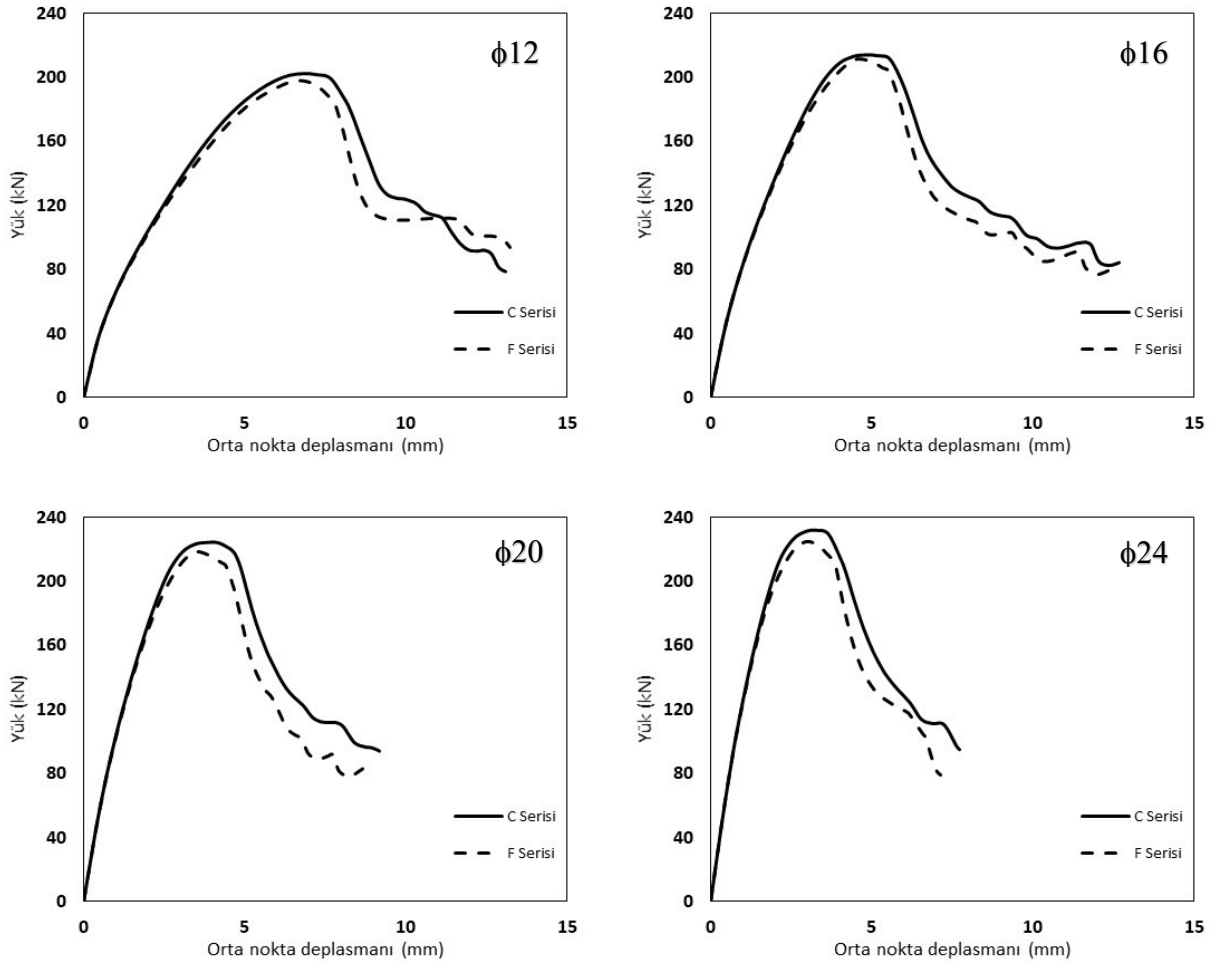 240
200
160
120
80
40
0
Yük (kN)
ϕ12
C Serisi
F Serisi
0 5 10 15
Orta nokta deplasmanı (mm)
240
200
160
120
80
40
0
Yük (kN)
ϕ16
C Serisi
F Serisi
0 5 10 15
Orta nokta deplasmanı (mm)
240
200
160
120
80
40
0
Yük (kN)
ϕ20
C Serisi
F Serisi
0 5 10 15
Orta nokta deplasmanı (mm)
240
200
160
120
80
40
0
Yük (kN)
ϕ24
C Serisi
F Serisi
0 5 10 15
Orta nokta deplasmanı (mm)